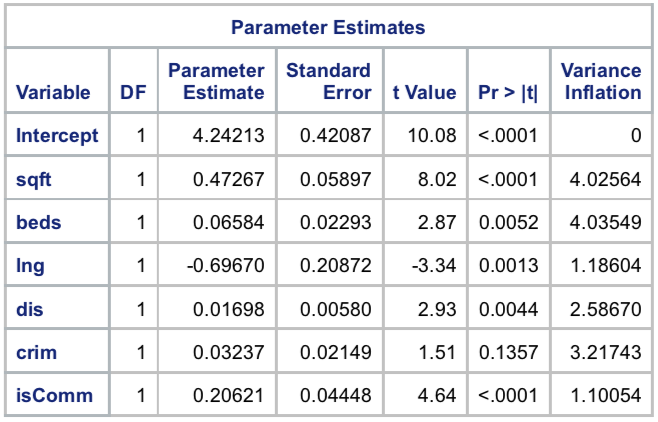 Parameter Estimates
Variable DF Parameter Estimate Standard Error t Value Pr > |t| Variance Inflation
Intercept 1 4.24213 0.42087 10.08 <.0001 0
sqft 1 0.47267 0.05897 8.02 <.0001 4.02564
beds 1 0.06584 0.02293 2.87 0.0052 4.03549
lng 1 -0.69670 0.20872 -3.34 0.0013 1.18604
dis 1 0.01698 0.00580 2.93 0.0044 2.58670
crim 1 0.03237 0.02149 1.51 0.1357 3.21743
isComm 1 0.20621 0.04448 4.64 <.0001 1.10054